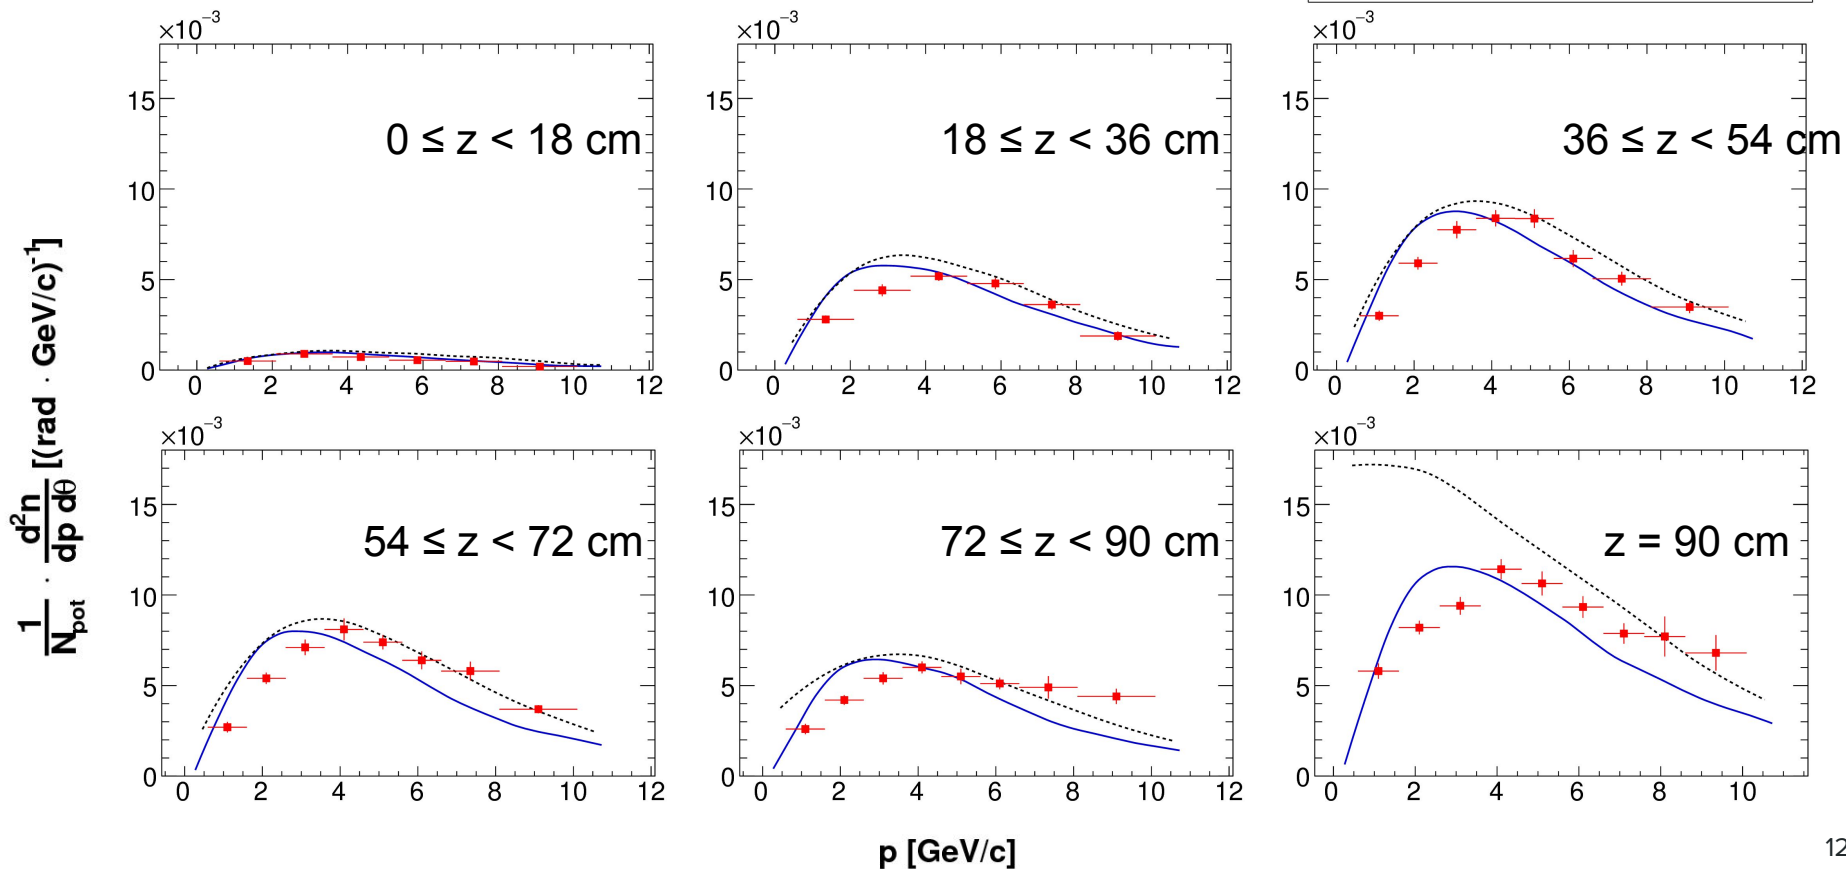 ×10⁻³ ×10⁻³ ×10⁻³
15 15 15
0 ≤ z < 18 cm 18 ≤ z < 36 cm 36 ≤ z < 54 cm
10 10 10
5 5 5
0 0 0
0 2 4 6 8 10 12 0 2 4 6 8 10 12 0 2 4 6 8 10 12
1/N_pot · d²n/dp dθ [(rad · GeV/c)⁻¹]
×10⁻³ ×10⁻³ ×10⁻³
15 15 15
54 ≤ z < 72 cm 72 ≤ z < 90 cm z = 90 cm
10 10 10
5 5 5
0 0 0
0 2 4 6 8 10 12 0 2 4 6 8 10 12 0 2 4 6 8 10
p [GeV/c]
12